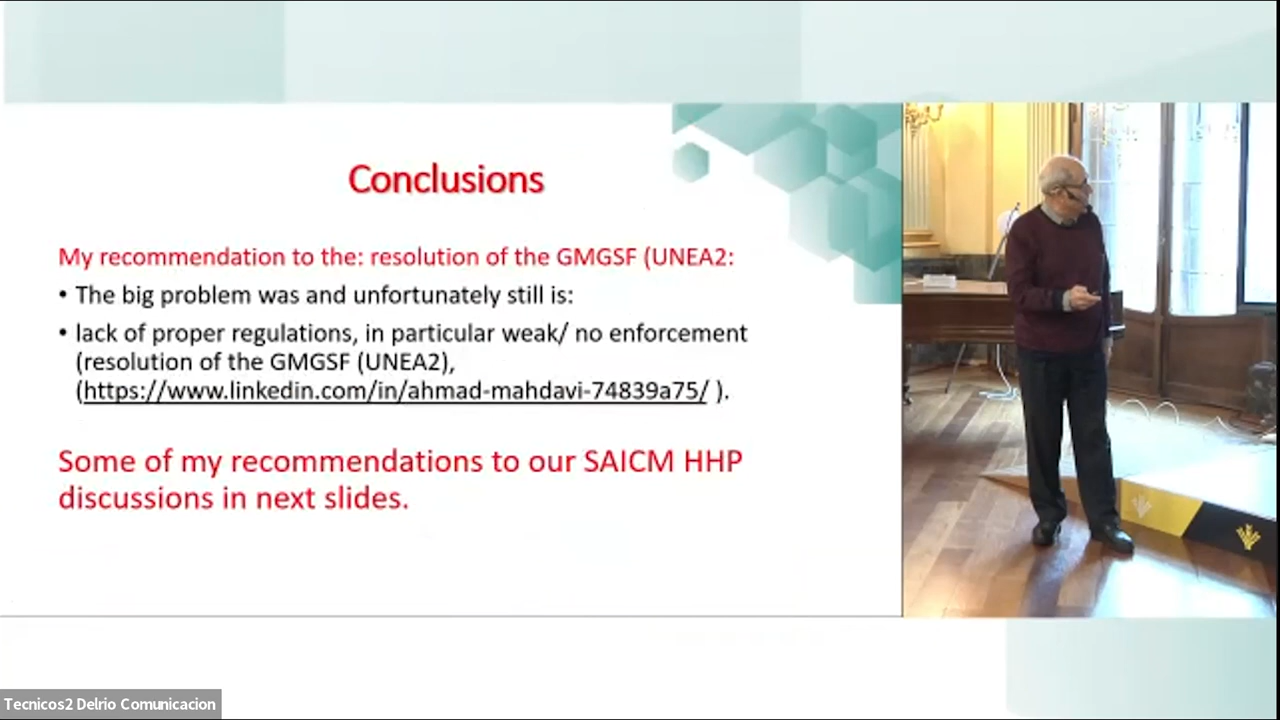 Conclusions
My recommendation to the: resolution of the GMGSF (UNEA2:
• The big problem was and unfortunately still is:
• lack of proper regulations, in particular weak/ no enforcement
(resolution of the GMGSF (UNEA2),
(https://www.linkedin.com/in/ahmad-mahdavi-74839a75/ ).
Some of my recommendations to our SAICM HHP
discussions in next slides.
Tecnicos2 Delrio Comunicacion